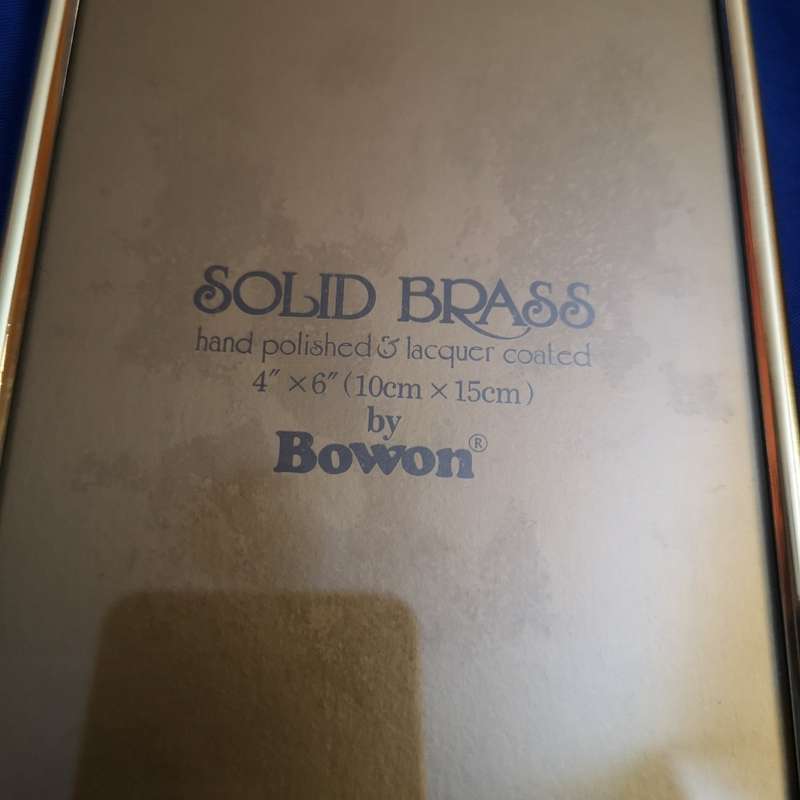 SOLID BRASS
hand polished & lacquer coated
4″ × 6″ (10cm × 15cm)
by
Bowon®